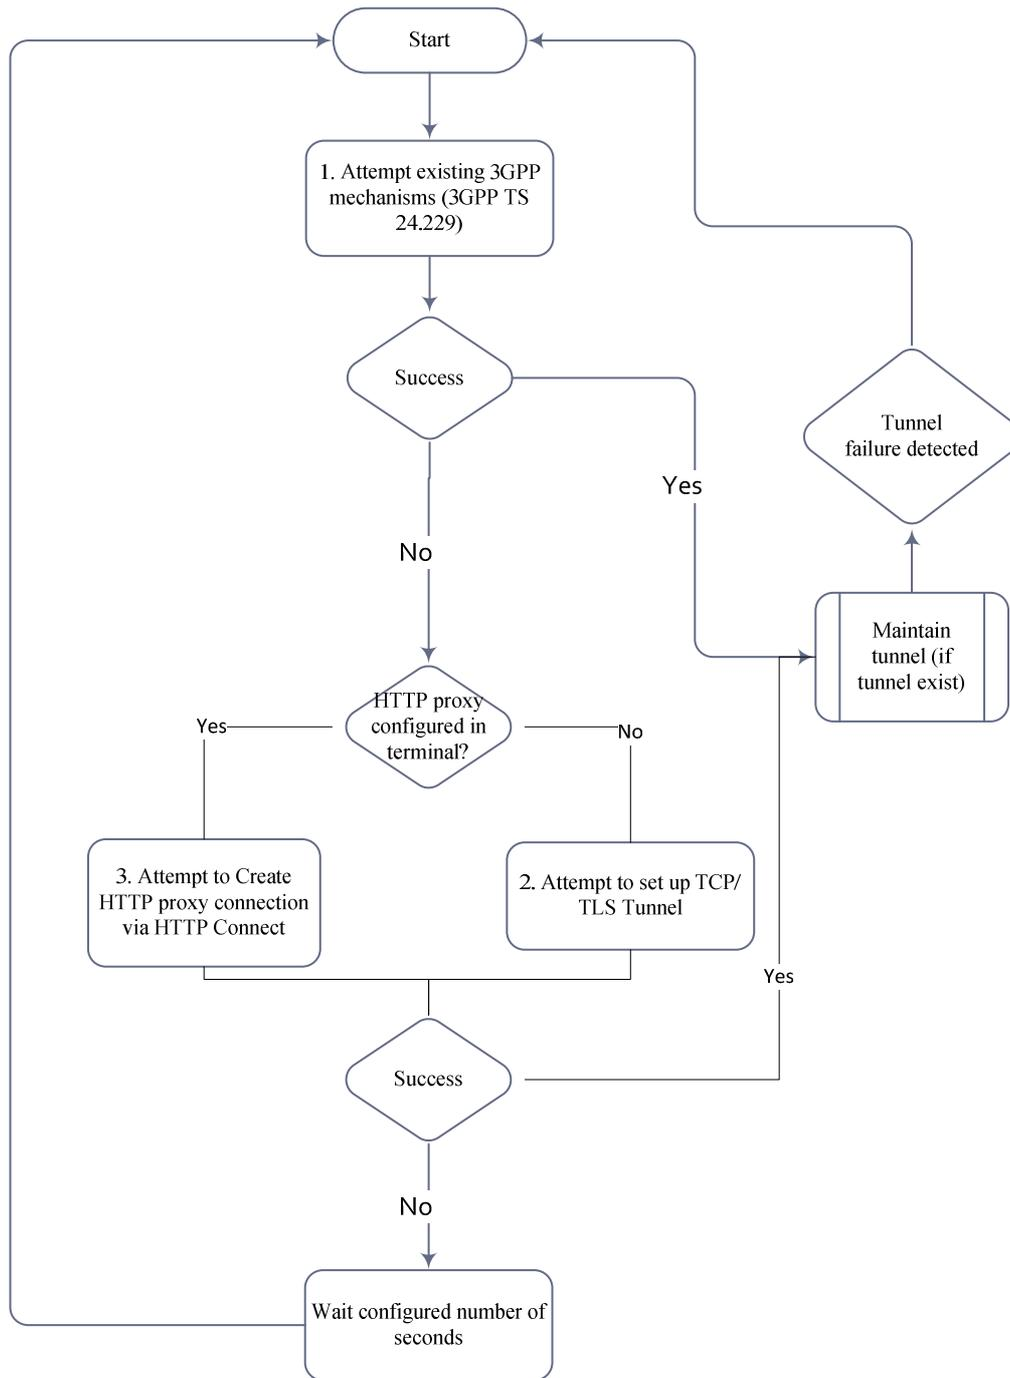 Start
1. Attempt existing 3GPP
mechanisms (3GPP TS
24.229)
Success
Tunnel
failure detected
Yes
No
Maintain
tunnel (if
tunnel exist)
HTTP proxy
configured in
terminal?
Yes
No
3. Attempt to Create
HTTP proxy connection
via HTTP Connect
2. Attempt to set up TCP/
TLS Tunnel
Yes
Success
No
Wait configured number of
seconds